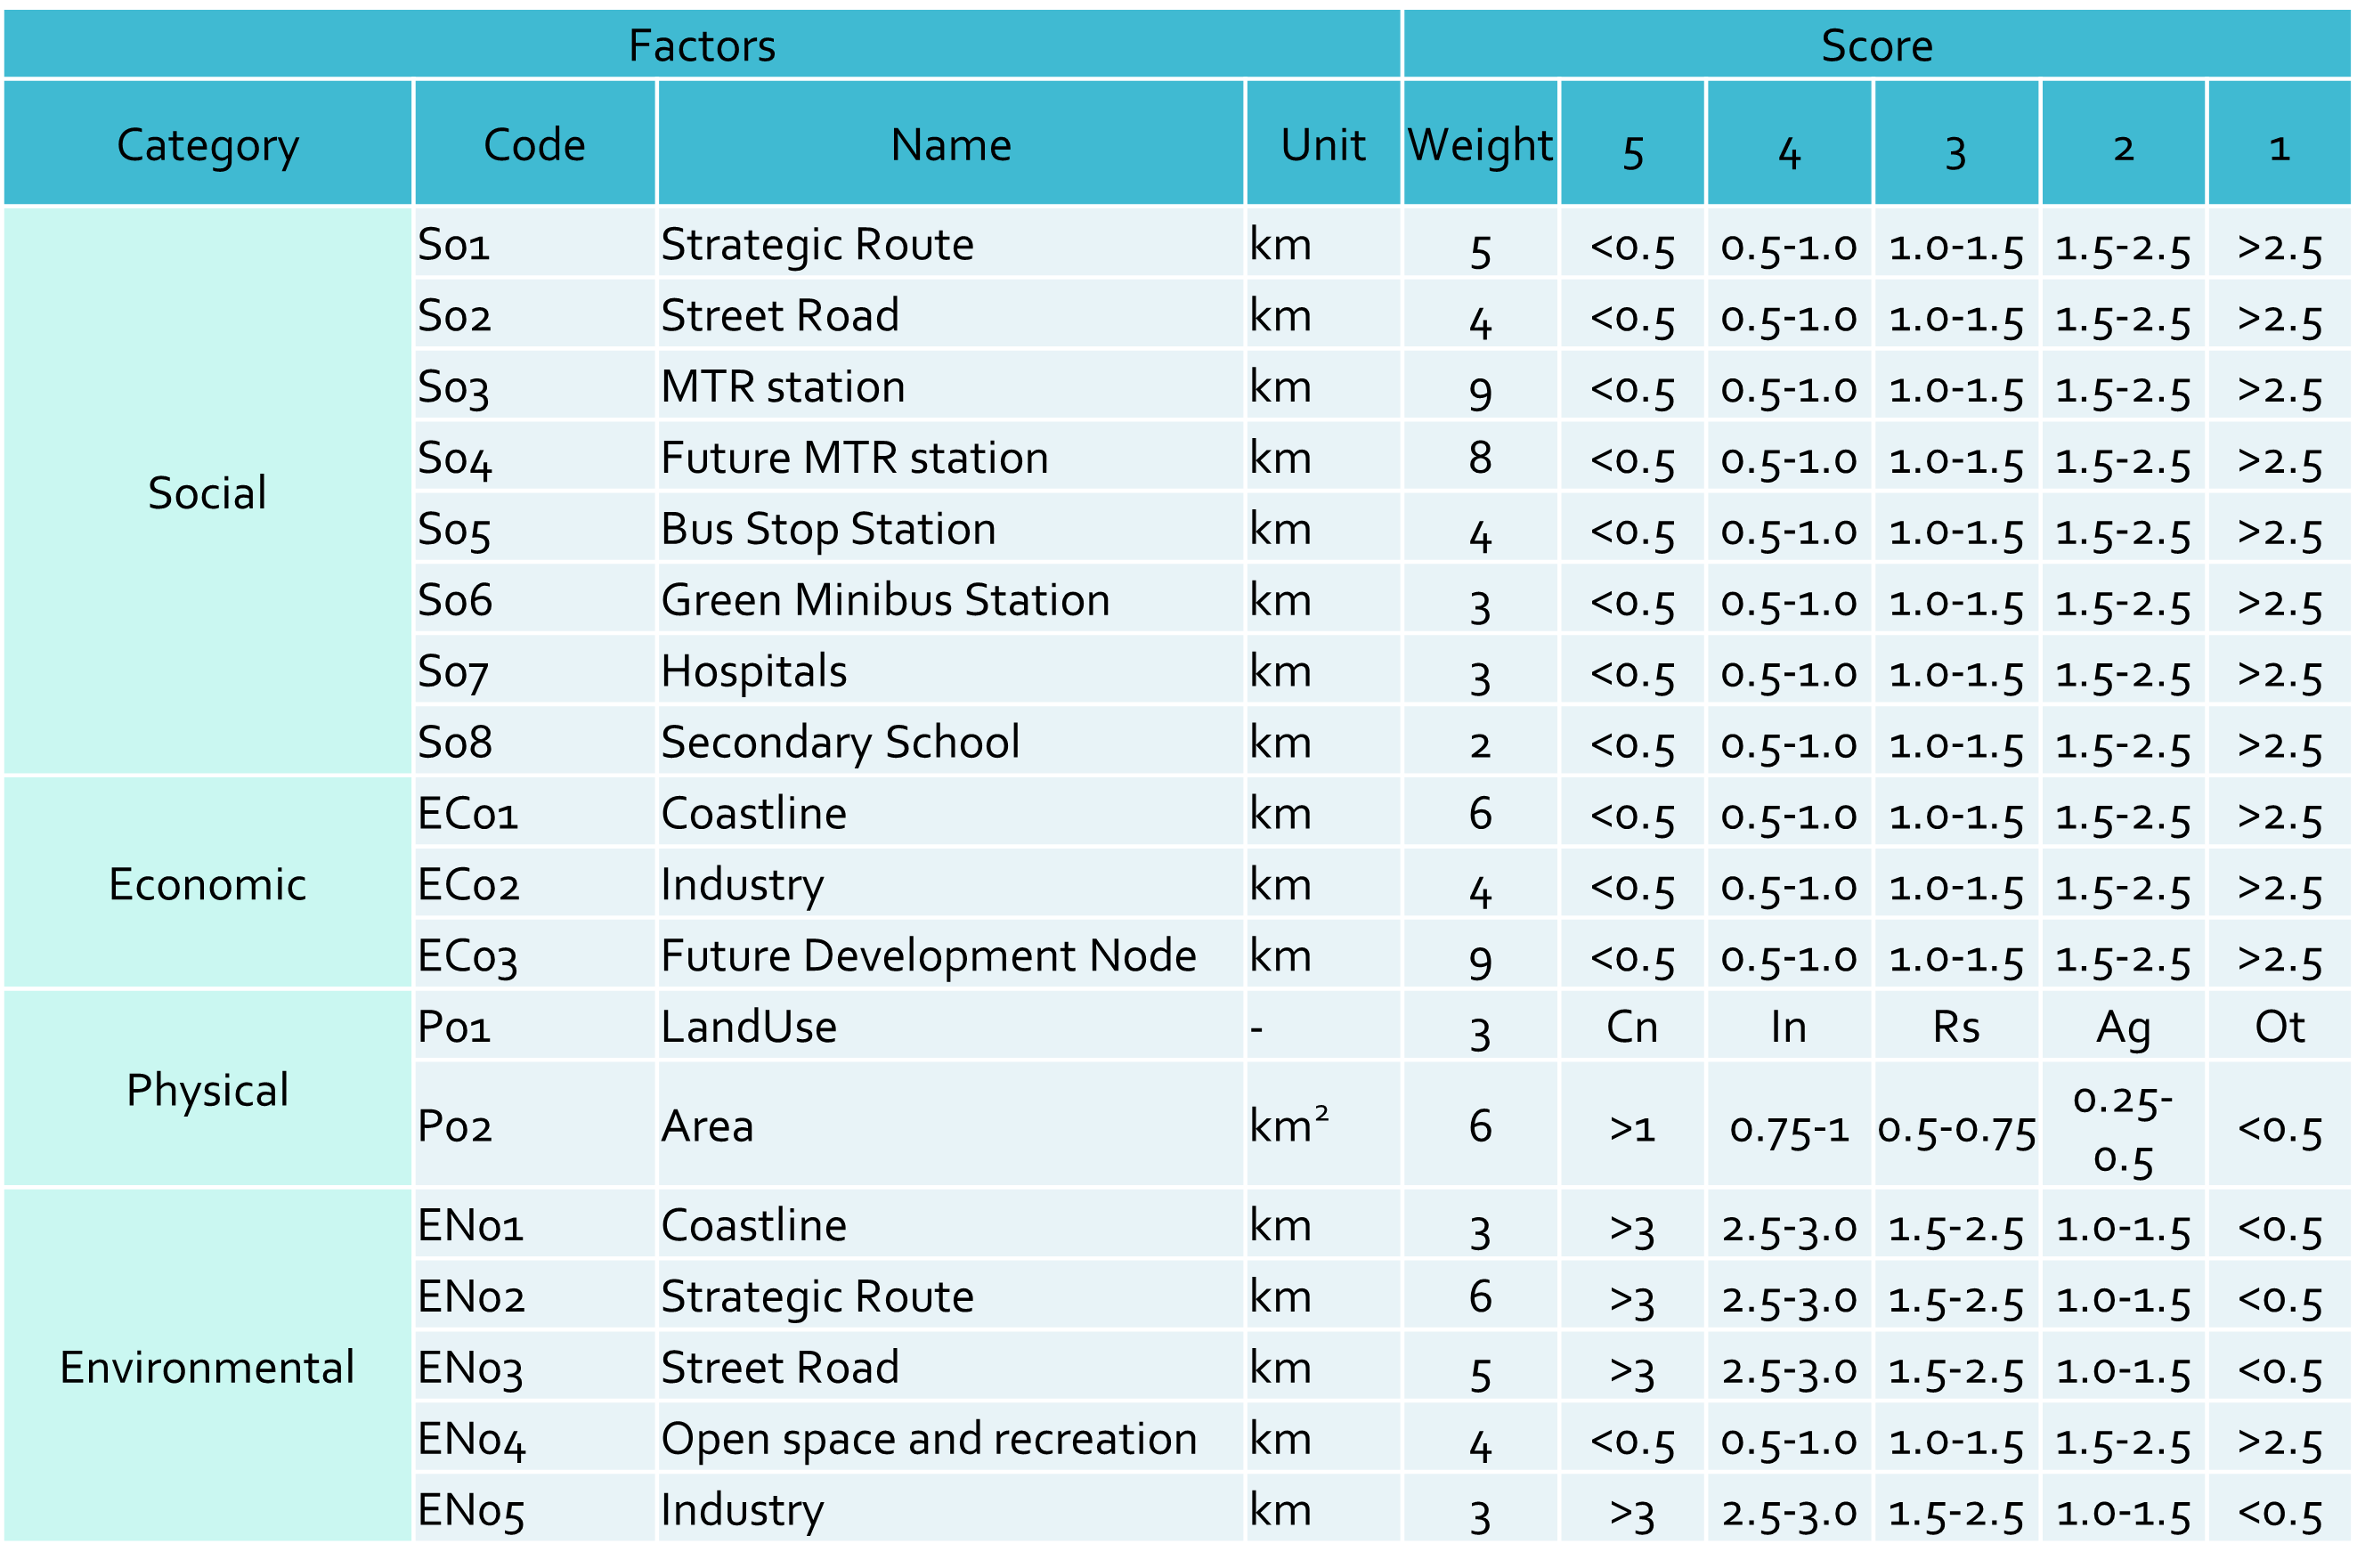 Factors Score
Category Code Name Unit Weight 5 4 3 2 1
Social
S01 Strategic Route km 5 <0.5 0.5-1.0 1.0-1.5 1.5-2.5 >2.5
S02 Street Road km 4 <0.5 0.5-1.0 1.0-1.5 1.5-2.5 >2.5
S03 MTR station km 9 <0.5 0.5-1.0 1.0-1.5 1.5-2.5 >2.5
S04 Future MTR station km 8 <0.5 0.5-1.0 1.0-1.5 1.5-2.5 >2.5
S05 Bus Stop Station km 4 <0.5 0.5-1.0 1.0-1.5 1.5-2.5 >2.5
S06 Green Minibus Station km 3 <0.5 0.5-1.0 1.0-1.5 1.5-2.5 >2.5
S07 Hospitals km 3 <0.5 0.5-1.0 1.0-1.5 1.5-2.5 >2.5
S08 Secondary School km 2 <0.5 0.5-1.0 1.0-1.5 1.5-2.5 >2.5
Economic
EC01 Coastline km 6 <0.5 0.5-1.0 1.0-1.5 1.5-2.5 >2.5
EC02 Industry km 4 <0.5 0.5-1.0 1.0-1.5 1.5-2.5 >2.5
EC03 Future Development Node km 9 <0.5 0.5-1.0 1.0-1.5 1.5-2.5 >2.5
Physical
P01 LandUse - 3 Cn In Rs Ag Ot
P02 Area km² 6 >1 0.75-1 0.5-0.75 0.25-
0.5 <0.5
Environmental
EN01 Coastline km 3 >3 2.5-3.0 1.5-2.5 1.0-1.5 <0.5
EN02 Strategic Route km 6 >3 2.5-3.0 1.5-2.5 1.0-1.5 <0.5
EN03 Street Road km 5 >3 2.5-3.0 1.5-2.5 1.0-1.5 <0.5
EN04 Open space and recreation km 4 <0.5 0.5-1.0 1.0-1.5 1.5-2.5 >2.5
EN05 Industry km 3 >3 2.5-3.0 1.5-2.5 1.0-1.5 <0.5